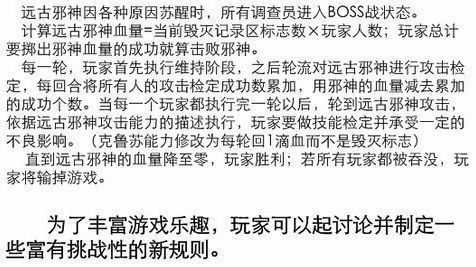 远古邪神因各种原因苏醒时，所有调查员进入BOSS战状态。
计算远古邪神血量=当前毁灭记录区标志数×玩家人数；玩家总计
要掷出邪神血量的成功就算击败邪神。
每一轮，玩家首先执行维持阶段，之后轮流对远古邪神进行攻击检
定，每回合将所有人的攻击检定成功数累加，用邪神的血量减去累加
的成功个数。当每一个玩家都执行完一轮以后，轮到远古邪神攻击，
依据远古邪神攻击能力的描述执行，玩家要做技能检定并承受一定的
不良影响。（克鲁苏能力修改为每轮回1滴血而不是毁灭标志）
直到远古邪神的血量降至零，玩家胜利；若所有玩家都被吞没，玩
家将输掉游戏。
为了丰富游戏乐趣，玩家可以起讨论并制定一
些富有挑战性的新规则。